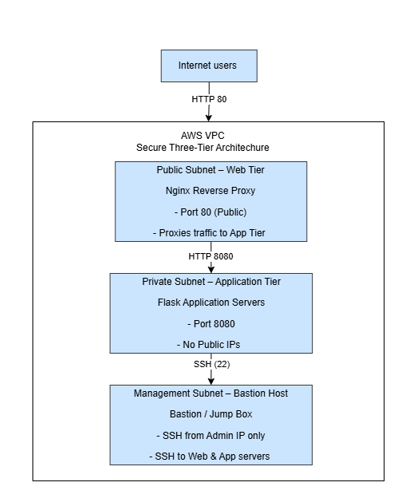 Internet users
HTTP 80
AWS VPC
Secure Three-Tier Architechure
Public Subnet – Web Tier
Nginx Reverse Proxy
- Port 80 (Public)
- Proxies traffic to App Tier
HTTP 8080
Private Subnet – Application Tier
Flask Application Servers
- Port 8080
- No Public IPs
SSH (22)
Management Subnet – Bastion Host
Bastion / Jump Box
- SSH from Admin IP only
- SSH to Web & App servers